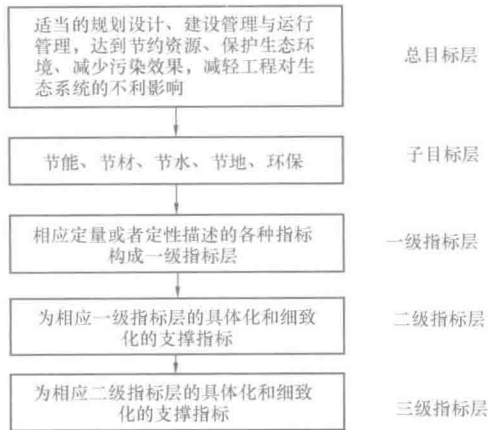 适当的规划设计、建设管理与运行
管理,达到节约资源、保护生态环
境、减少污染效果,减轻工程对生
态系统的不利影响
总目标层
节能、节材、节水、节地、环保
子目标层
相应定量或者定性描述的各种指标
构成一级指标层
一级指标层
为相应一级指标层的具体化和细致
化的支撑指标
二级指标层
为相应二级指标层的具体化和细致
化的支撑指标
三级指标层